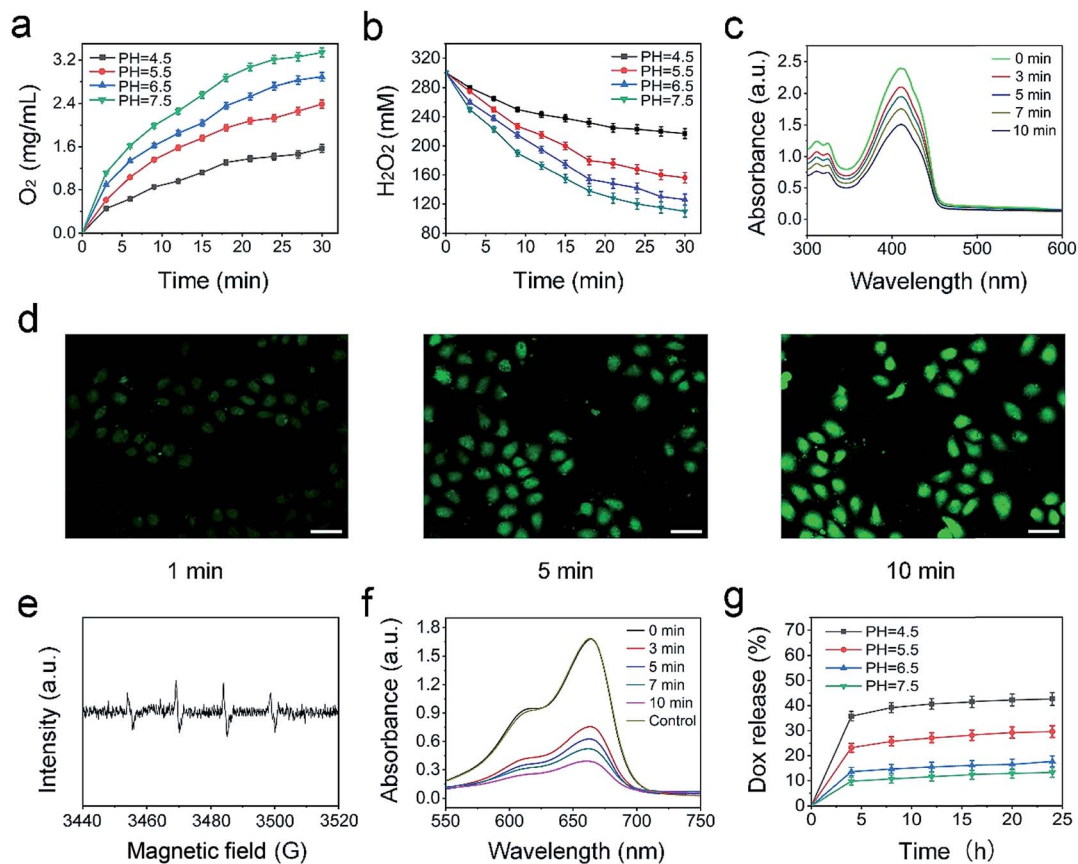 a
PH=4.5
PH=5.5
PH=6.5
PH=7.5
3.2
2.4
1.6
0.8
0.0
O₂ (mg/mL)
0 5 10 15 20 25 30
Time (min)
b
PH=4.5
PH=5.5
PH=6.5
PH=7.5
320
280
240
200
160
120
80
H₂O₂ (mM)
0 5 10 15 20 25 30
Time (min)
c
0 min
3 min
5 min
7 min
10 min
2.5
2.0
1.5
1.0
0.5
0.0
Absorbance (a.u.)
300 400 500 600
Wavelength (nm)
d
1 min
5 min
10 min
e
Intensity (a.u.)
3440 3460 3480 3500 3520
Magnetic field (G)
f
0 min
3 min
5 min
7 min
10 min
Control
1.8
1.5
1.2
0.9
0.6
0.3
0.0
Absorbance (a.u.)
550 600 650 700 750
Wavelength (nm)
g
PH=4.5
PH=5.5
PH=6.5
PH=7.5
70
60
50
40
30
20
10
0
Dox release (%)
0 5 10 15 20 25
Time (h)